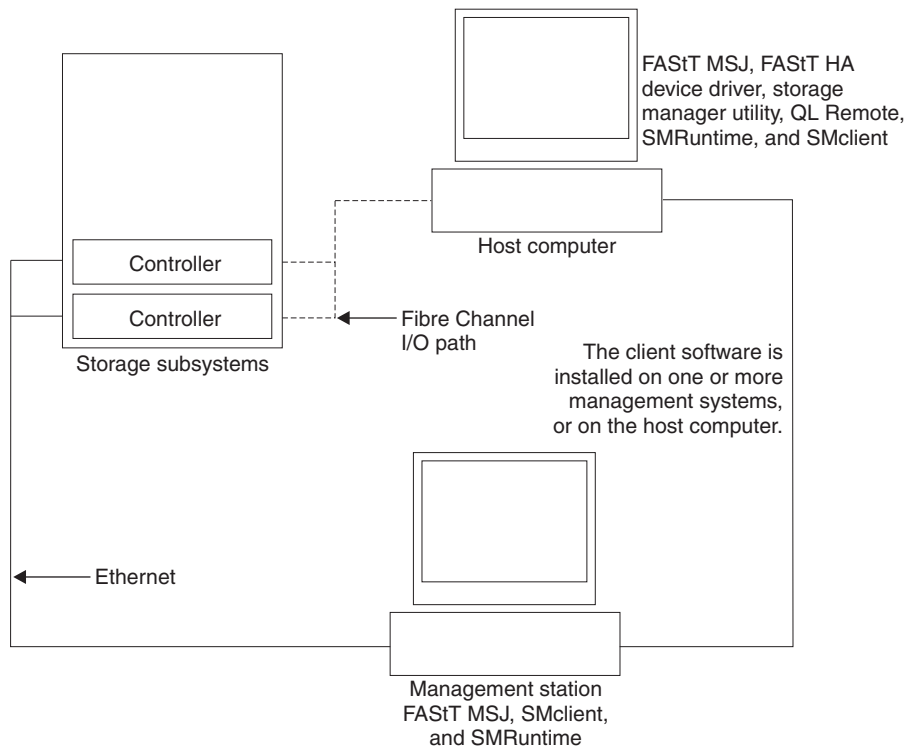 FAStT MSJ, FAStT HA
device driver, storage
manager utility, QL Remote,
SMRuntime, and SMclient
Host computer
Controller
Controller
Storage subsystems
Fibre Channel
I/O path
The client software is
installed on one or more
management systems,
or on the host computer.
Ethernet
Management station
FAStT MSJ, SMclient,
and SMRuntime